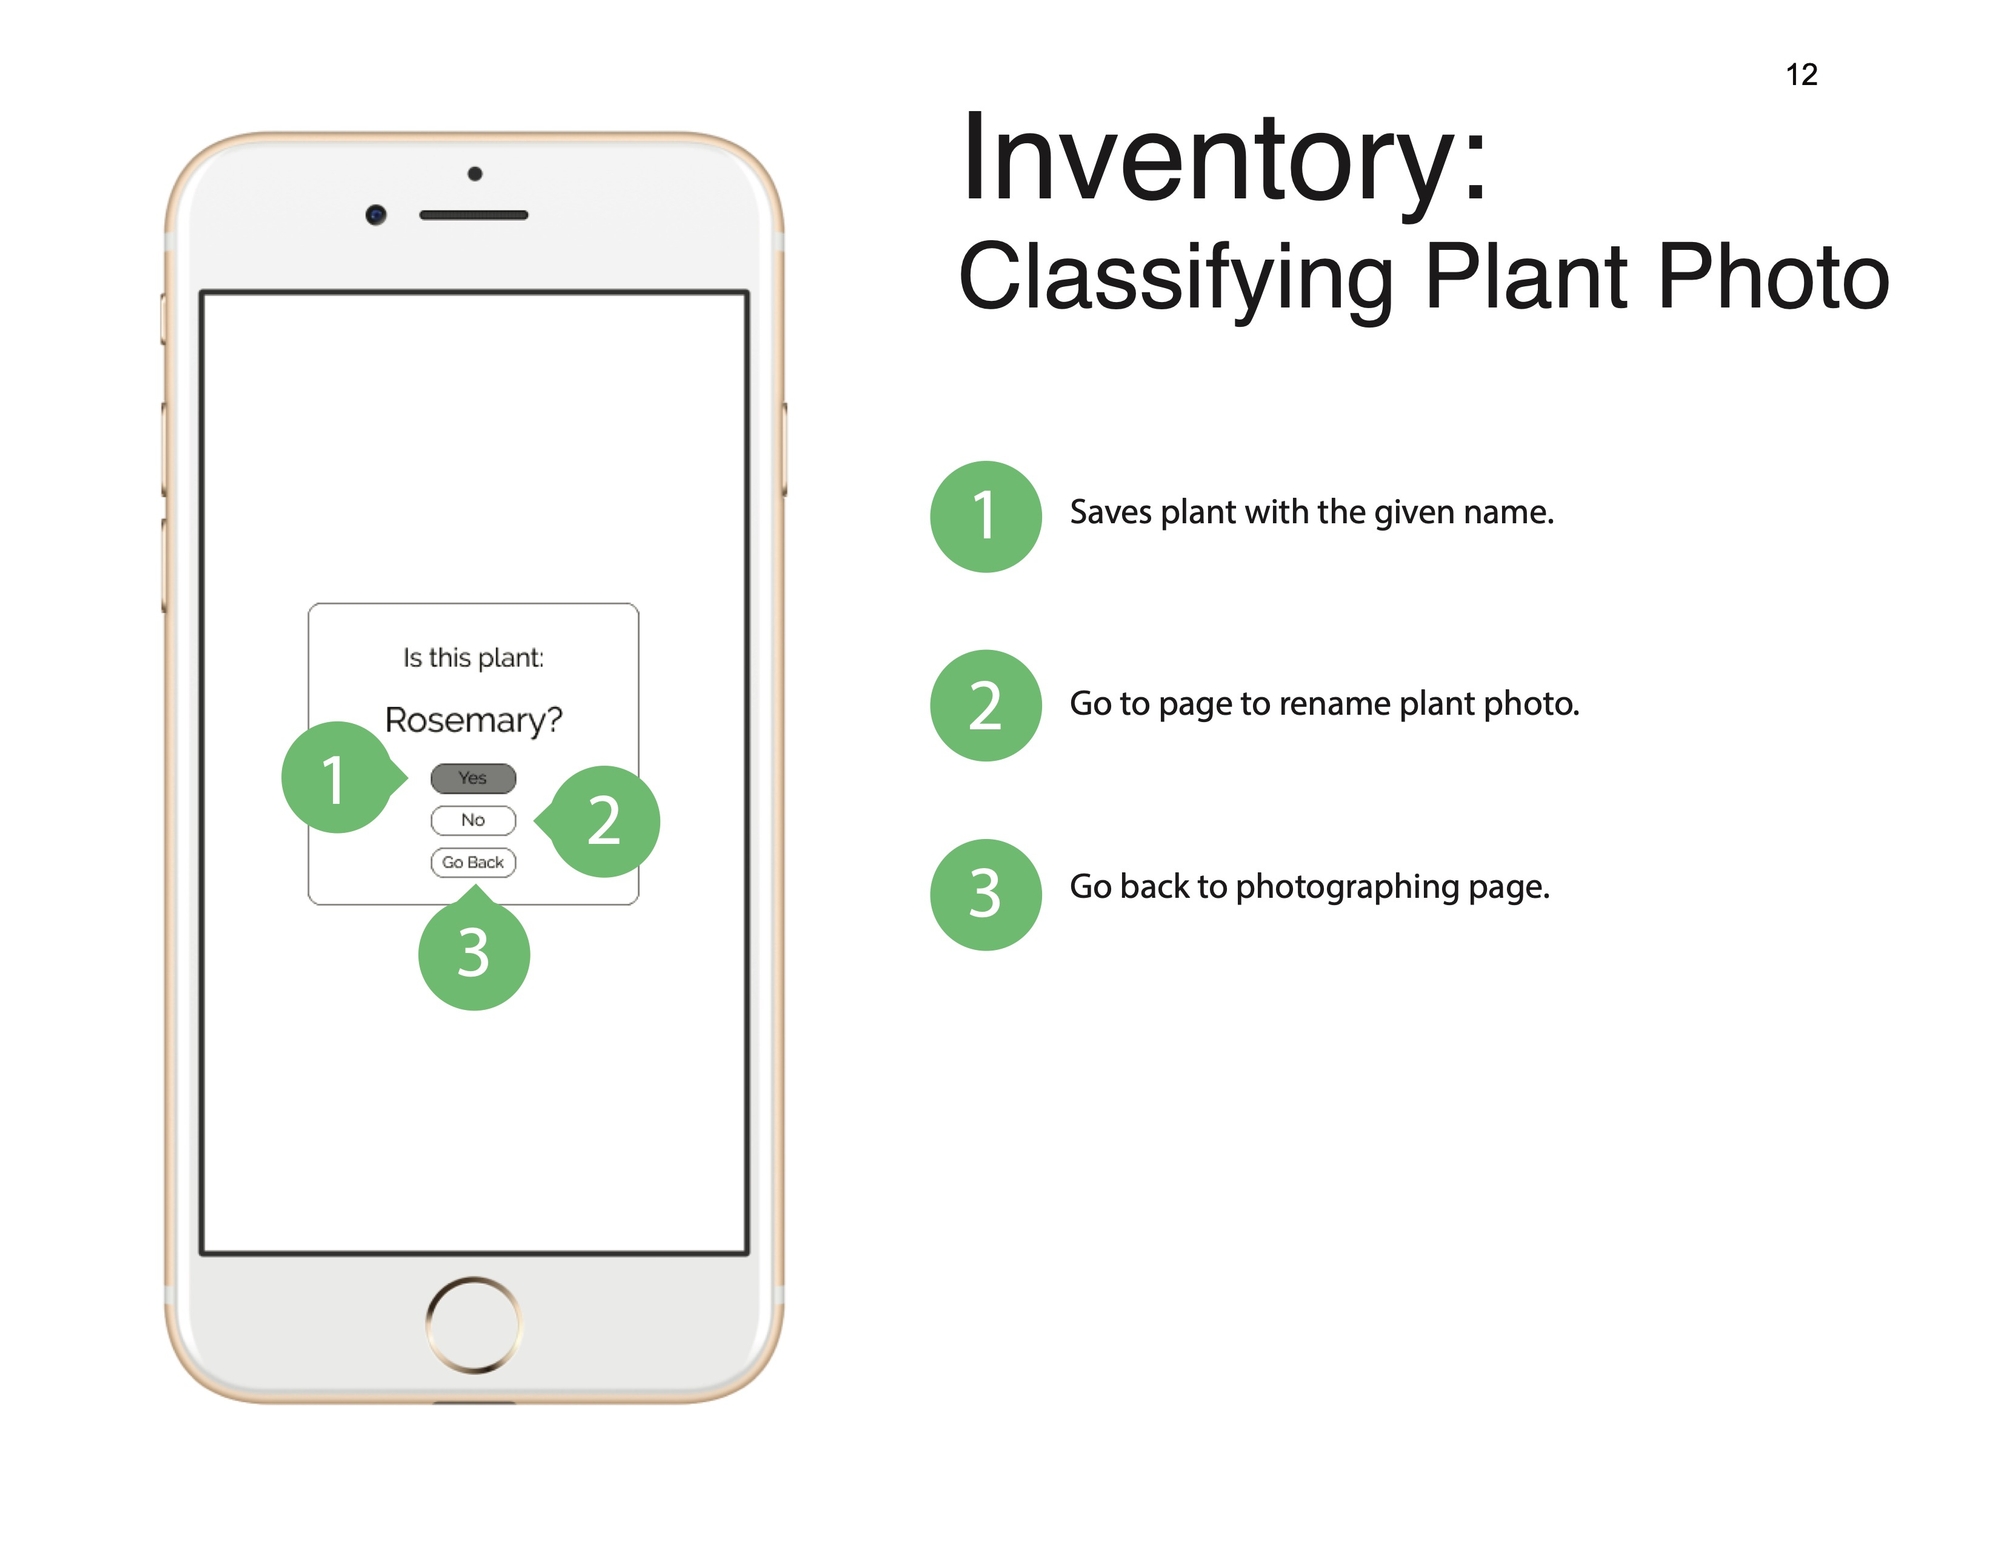 12
Inventory:
Classifying Plant Photo
Is this plant:
Rosemary?
1
Yes
No
2
Go Back
3
1 Saves plant with the given name.
2 Go to page to rename plant photo.
3 Go back to photographing page.